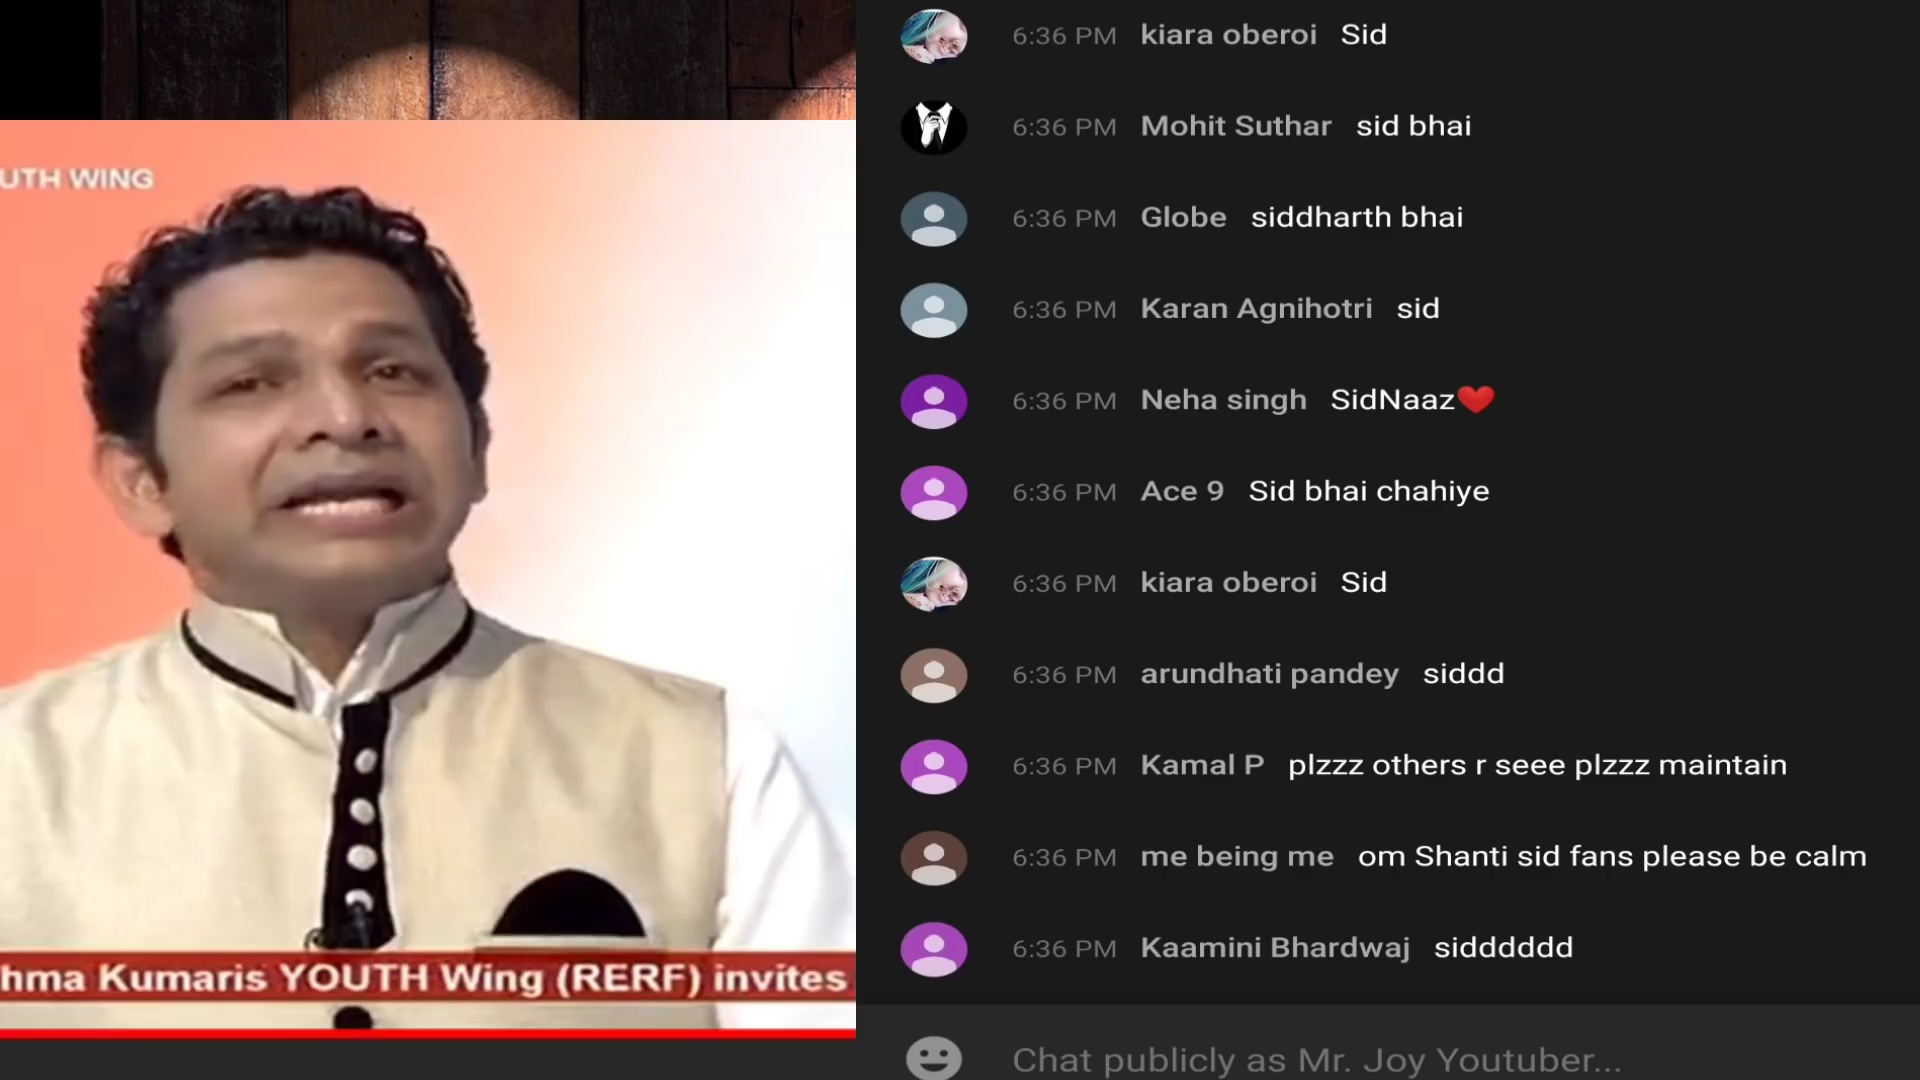 UTH WING
hma Kumaris YOUTH Wing (RERF) invites
6:36 PM kiara oberoi Sid
6:36 PM Mohit Suthar sid bhai
6:36 PM Globe siddharth bhai
6:36 PM Karan Agnihotri sid
6:36 PM Neha singh SidNaaz❤️
6:36 PM Ace 9 Sid bhai chahiye
6:36 PM kiara oberoi Sid
6:36 PM arundhati pandey siddd
6:36 PM Kamal P plzzz others r seee plzzz maintain
6:36 PM me being me om Shanti sid fans please be calm
6:36 PM Kaamini Bhardwaj sidddddd
Chat publicly as Mr. Joy Youtuber...